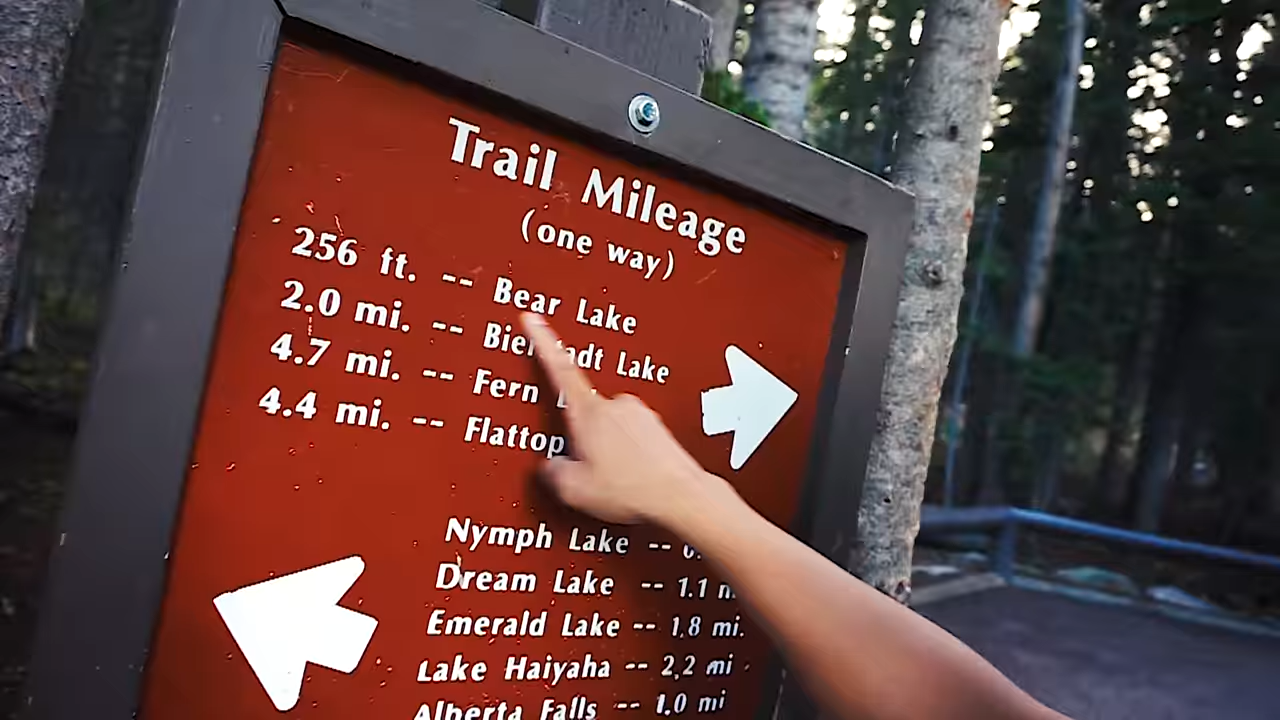 Trail Mileage
(one way)
256 ft. -- Bear Lake
2.0 mi. -- Lake
4.7 mi. -- Fern
4.4 mi. -- Flattop
Nymph Lake --
Dream Lake -- 1.1
Emerald Lake -- 1.8 mi.
Lake Haiyaha -- 2.2 mi
Alberta Falls -- 1.0 mi